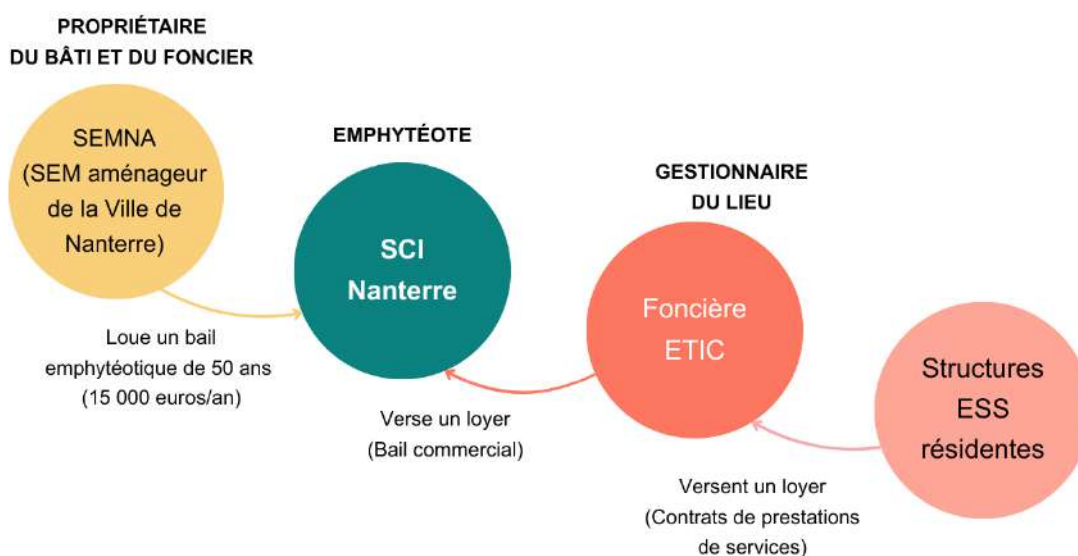 PROPRIÉTAIRE
DU BÂTI ET DU FONCIER
SEMNA
(SEM aménageur
de la Ville de
Nanterre)
Loue un bail
emphytéotique de 50 ans
(15 000 euros/an)
EMPHYTÉOTE
SCI
Nanterre
Verse un loyer
(Bail commercial)
GESTIONNAIRE
DU LIEU
Foncière
ETIC
Versent un loyer
(Contrats de prestations
de services)
Structures
ESS
résidentes